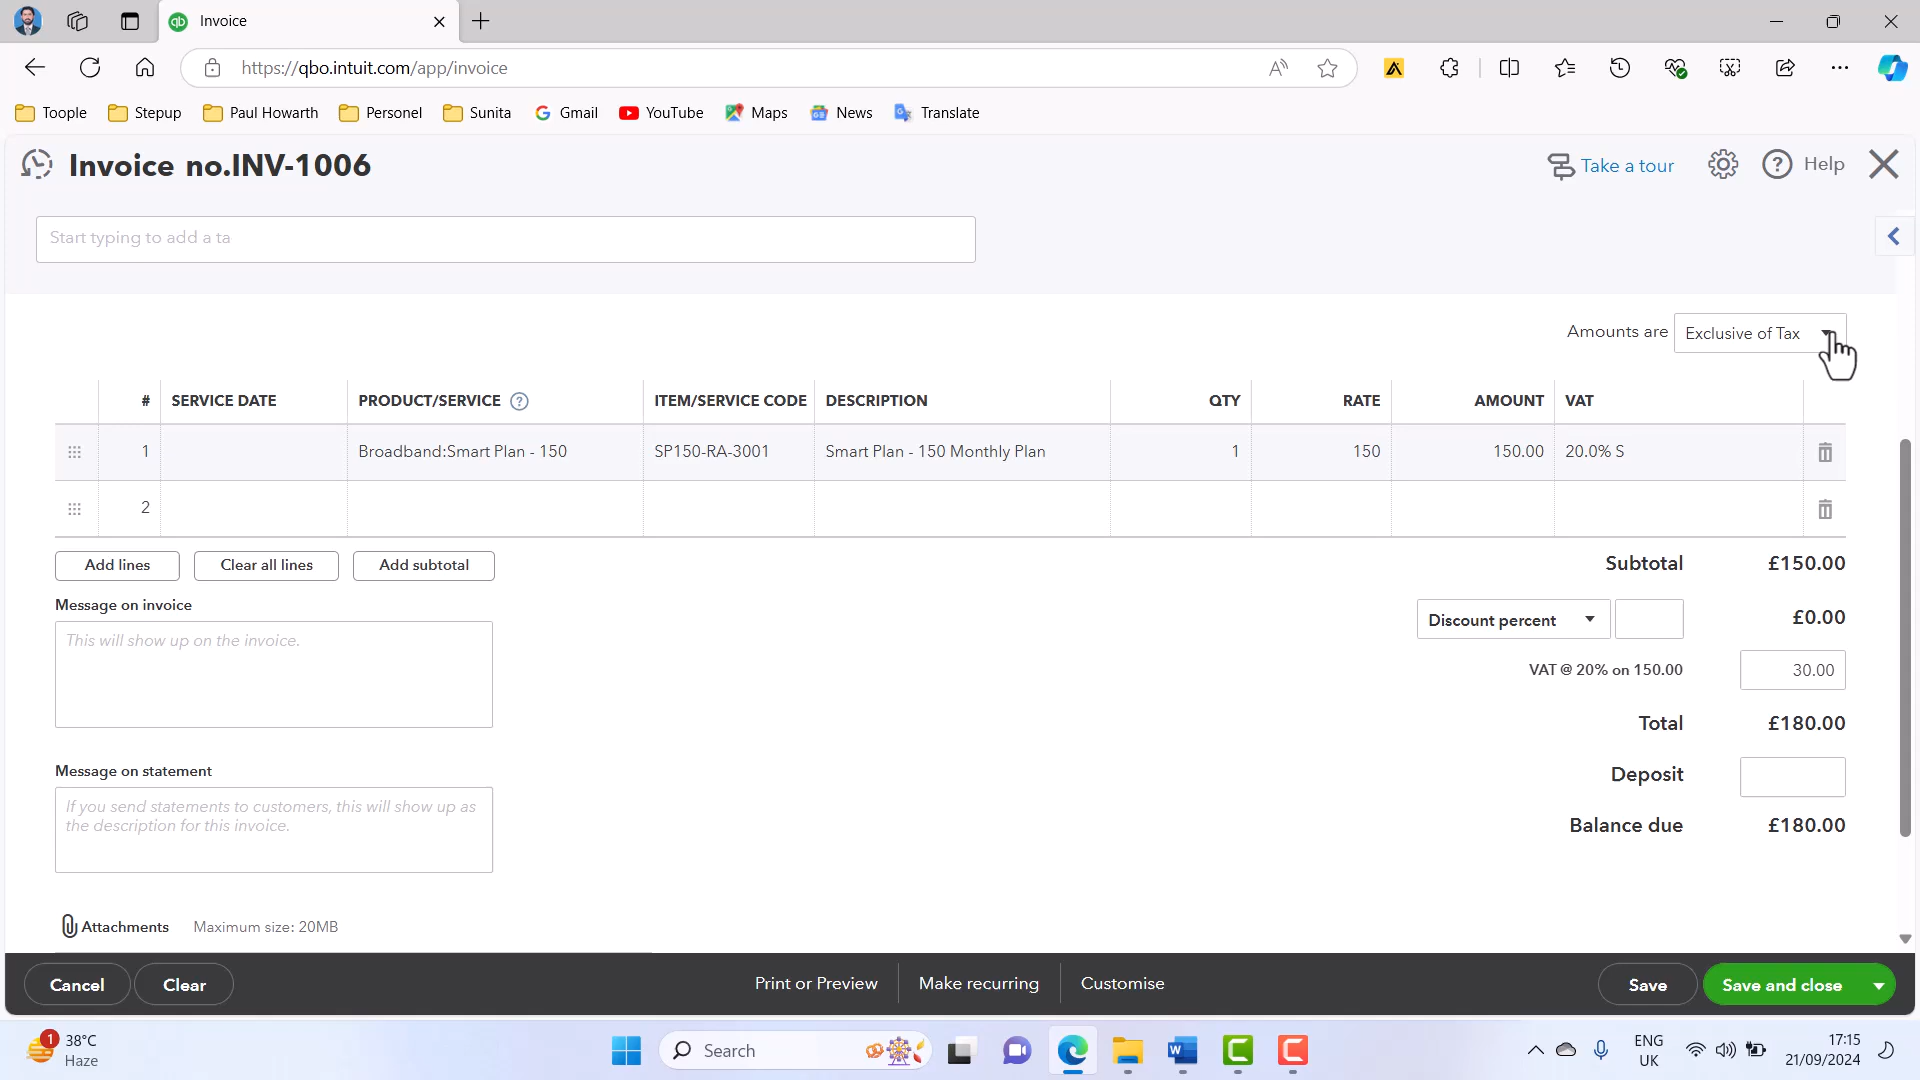 Invoice
https://qbo.intuit.com/app/invoice
Toople Stepup Paul Howarth Personel Sunita Gmail YouTube Maps News Translate
Invoice no.INV-1006
Take a tour Help
Start typing to add a ta
Amounts are Exclusive of Tax
# SERVICE DATE PRODUCT/SERVICE ? ITEM/SERVICE CODE DESCRIPTION QTY RATE AMOUNT VAT
1 Broadband:Smart Plan - 150 SP150-RA-3001 Smart Plan - 150 Monthly Plan 1 150 150.00 20.0% S
2
Add lines Clear all lines Add subtotal
Subtotal £150.00
Message on invoice
This will show up on the invoice.
Discount percent £0.00
VAT @ 20% on 150.00 30.00
Total £180.00
Message on statement
If you send statements to customers, this will show up as
the description for this invoice.
Deposit
Balance due £180.00
Attachments Maximum size: 20MB
Cancel Clear Print or Preview Make recurring Customise Save Save and close
1 38°C
Haze
Search
ENG
UK
17:15
21/09/2024